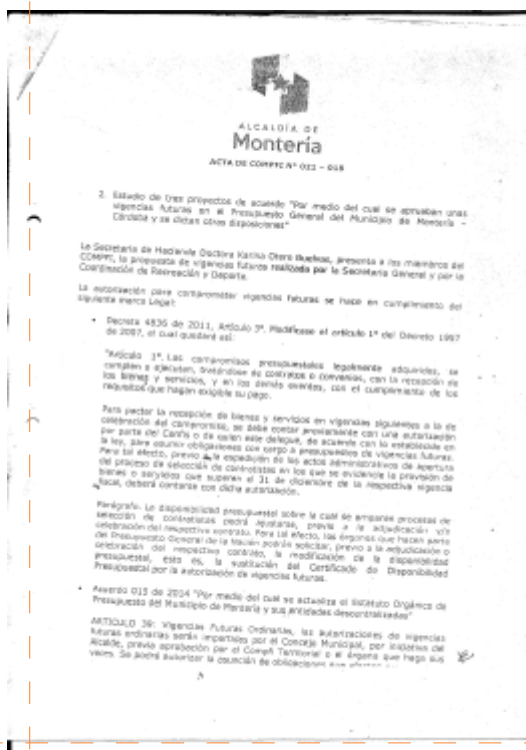 ALCALDÍA DE
Montería
ACTA DE COMFIS Nº 022 - 018
2. Estudio de tres proyectos de acuerdo "Por medio del cual se aprueban unas
vigencias futuras en el Presupuesto General del Municipio de Montería –
Córdoba y se dictan otras disposiciones"
La Secretaria de Hacienda Doctora Karina Otero Buelvas, presenta a los miembros del
COMFIS, la propuesta de vigencias futuras realizada por la Secretaría General y por la
Coordinación de Recreación y Deporte.
La autorización para comprometer vigencias futuras se hace en cumplimiento del
siguiente marco Legal:
• Decreto 4836 de 2011, Artículo 3º. Modifícase el artículo 1º del Decreto 1957
de 2007, el cual quedará así:
"Artículo 1º. Los compromisos presupuestales legalmente adquiridos, se
cumplen o ejecutan, tratándose de contratos o convenios, con la recepción de
los bienes y servicios, y en los demás eventos, con el cumplimiento de los
requisitos que hagan exigible su pago.
Para pactar la recepción de bienes y servicios en vigencias siguientes a la de
celebración del compromiso, se debe contar previamente con una autorización
por parte del Confis o de quien este delegue, de acuerdo con lo establecido en
la ley, para asumir obligaciones con cargo a presupuestos de vigencias futuras.
Para tal efecto, previo a la expedición de los actos administrativos de apertura
del proceso de selección de contratistas en los que se evidencie la provisión de
bienes o servicios que superen el 31 de diciembre de la respectiva vigencia
fiscal, deberá contarse con dicha autorización.
Parágrafo. La disponibilidad presupuestal sobre la cual se amparen procesos de
selección de contratistas podrá ajustarse, previo a la adjudicación y/o
celebración del respectivo contrato. Para tal efecto, los órganos que hacen parte
del Presupuesto General de la Nación podrán solicitar, previo a la adjudicación o
celebración del respectivo contrato, la modificación de la disponibilidad
presupuestal, esto es, la sustitución del Certificado de Disponibilidad
Presupuestal por la autorización de vigencias futuras.
• Acuerdo 015 de 2014 "Por medio del cual se actualiza el Estatuto Orgánico de
Presupuesto del Municipio de Montería y sus entidades descentralizadas"
ARTICULO 39: Vigencias Futuras Ordinarias, las autorizaciones de vigencias
futuras ordinarias serán impartidas por el Concejo Municipal, por iniciativa del
Alcalde, previa aprobación por el Comfis Territorial o el órgano que haga sus
veces. Se podrá autorizar la asunción de obligaciones que afecten